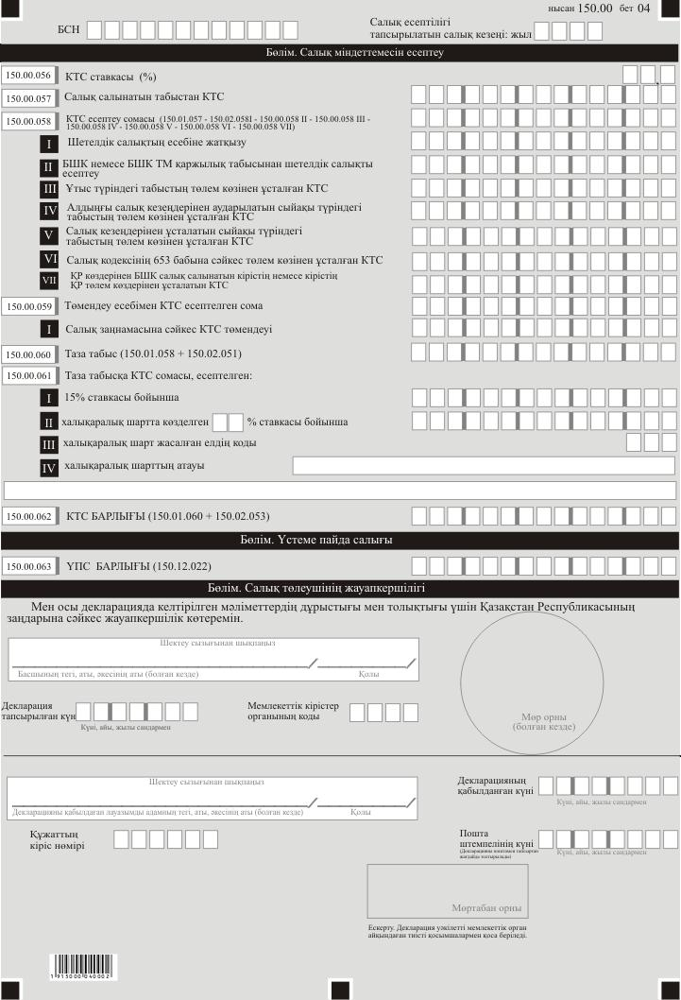 нысан 150.00 бет 04
БСН
Салық есептілігі
тапсырылатын салық кезеңі: жыл
Бөлім. Салық міндеттемесін есептеу
150.00.056 КТС ставкасы (%)
150.00.057 Салық салынатын табыстан КТС
150.00.058 КТС есептеу сомасы (150.01.057 - 150.02.058I - 150.00.058 II - 150.00.058 III -
150.00.058 IV - 150.00.058 V - 150.00.058 VI - 150.00.058 VII)
I Шетелдік салықтың есебіне жатқызу
II БШК немесе БШК ТМ қаржылық табысынан шетелдік салықты
есептеу
III Ұтыс түріндегі табыстың төлем көзінен ұсталған КТС
IV Алдыңғы салық кезеңдерінен аударылатын сыйақы түріндегі
табыстың төлем көзінен ұсталған КТС
V Салық кезеңдерінен ұсталатын сыйақы түріндегі
табыстың төлем көзінен ұсталған КТС
VI Салық кодексінің 653 бабына сәйкес төлем көзінен ұсталған КТС
VII ҚР көздерінен БШК салық салынатын кірістің немесе кірістің
ҚР төлем көздерінен ұсталатын КТС
150.00.059 Төмендеу есебімен КТС есептелген сома
I Салық заңнамасына сәйкес КТС төмендеуі
150.00.060 Таза табыс (150.01.058 + 150.02.051)
150.00.061 Таза табысқа КТС сомасы, есептелген:
I 15% ставкасы бойынша
II халықаралық шартта көзделген % ставкасы бойынша
III халықаралық шарт жасалған елдің коды
IV халықаралық шарттың атауы
150.00.062 КТС БАРЛЫҒЫ (150.01.060 + 150.02.053)
Бөлім. Үстеме пайда салығы
150.00.063 ҮПС БАРЛЫҒЫ (150.12.022)
Бөлім. Салық төлеушінің жауапкершілігі
Мен осы декларацияда келтірілген мәліметтердің дұрыстығы мен толықтығы үшін Қазақстан Республикасының
заңдарына сәйкес жауапкершілік көтеремін.
Шектеу сызығынан шықпаңыз
Басшының тегі, аты, әкесінің аты (болған кезде) Қолы
Мөр орны
(болған кезде)
Декларация
тапсырылған күн
Күні, айы, жылы сандармен
Мемлекеттік кірістер
органының коды
Шектеу сызығынан шықпаңыз
Декларацияны қабылдаған лауазымды адамның тегі, аты, әкесінің аты (болған кезде) Қолы
Декларацияның
қабылданған күні
Күні, айы, жылы сандармен
Құжаттың
кіріс нөмірі
Пошта
штемпелінің күні
(Декларацияны поштамен тапсырған
жағдайда толтырылады)
Күні, айы, жылы сандармен
Мөртабан орны
Ескерту. Декларация уәкілетті мемлекеттік орган
айқындаған тиісті қосымшалармен қоса беріледі.
1 913000 040002